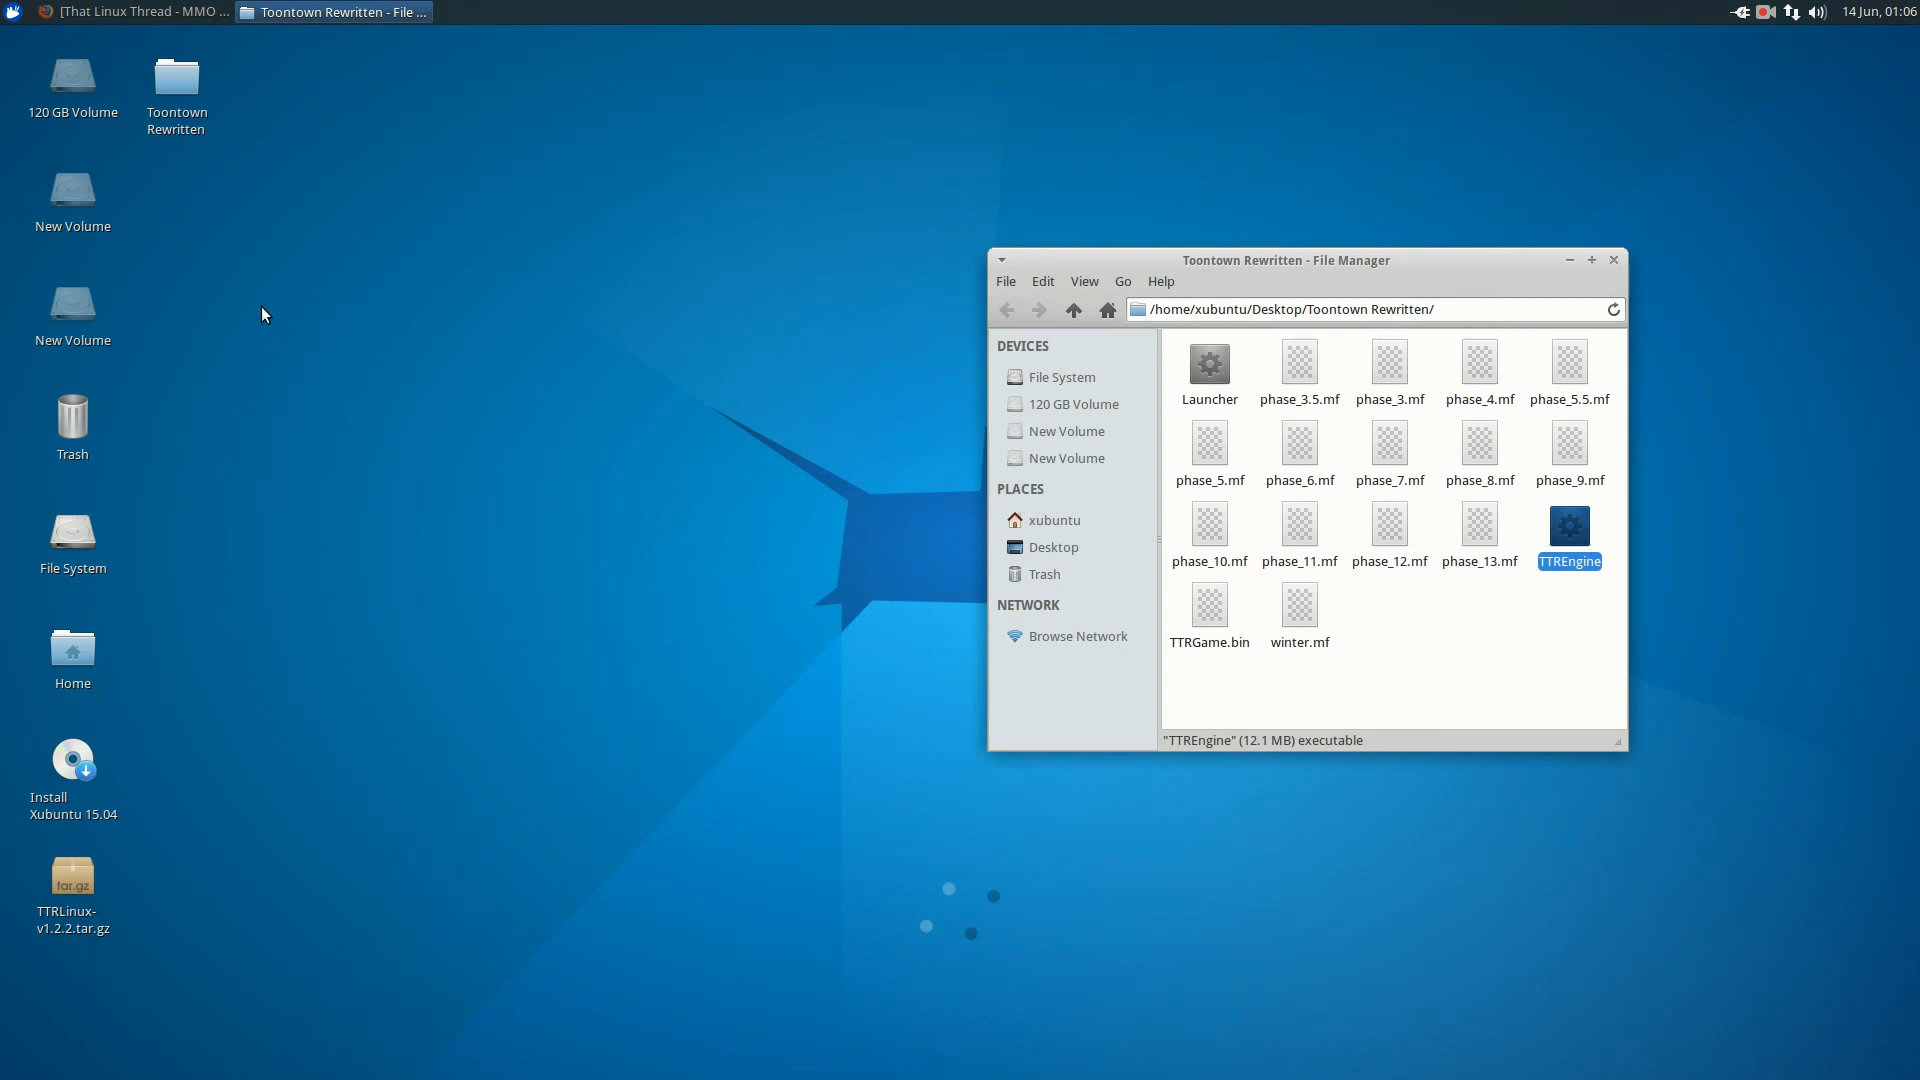 [That Linux Thread - MMO ...
Toontown Rewritten - File ...
14 Jun, 01:06
120 GB Volume
Toontown
Rewritten
New Volume
New Volume
Trash
File System
Home
Install
Xubuntu 15.04
tar.gz
TTRLinux-
v1.2.2.tar.gz
Toontown Rewritten - File Manager
File Edit View Go Help
/home/xubuntu/Desktop/Toontown Rewritten/
DEVICES
File System
120 GB Volume
New Volume
New Volume
PLACES
xubuntu
Desktop
Trash
NETWORK
Browse Network
Launcher phase_3.5.mf phase_3.mf phase_4.mf phase_5.5.mf
phase_5.mf phase_6.mf phase_7.mf phase_8.mf phase_9.mf
phase_10.mf phase_11.mf phase_12.mf phase_13.mf TTREngine
TTRGame.bin winter.mf
"TTREngine" (12.1 MB) executable